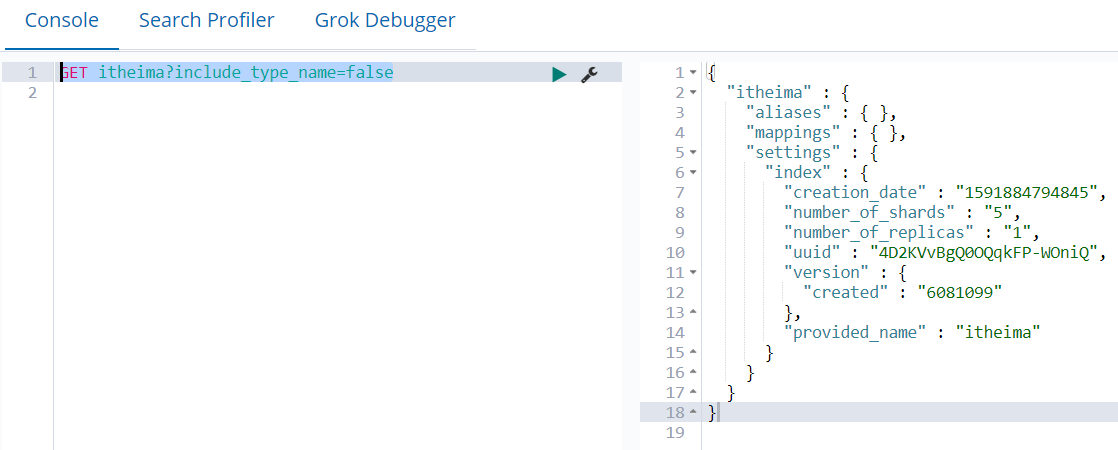 Console Search Profiler Grok Debugger
1 GET itheima?include_type_name=false
2
1 {
2 "itheima" : {
3 "aliases" : { },
4 "mappings" : { },
5 "settings" : {
6 "index" : {
7 "creation_date" : "1591884794845",
8 "number_of_shards" : "5",
9 "number_of_replicas" : "1",
10 "uuid" : "4D2KVvBgQ0OQqkFP-WOniQ",
11 "version" : {
12 "created" : "6081099"
13 },
14 "provided_name" : "itheima"
15 }
16 }
17 }
18 }
19